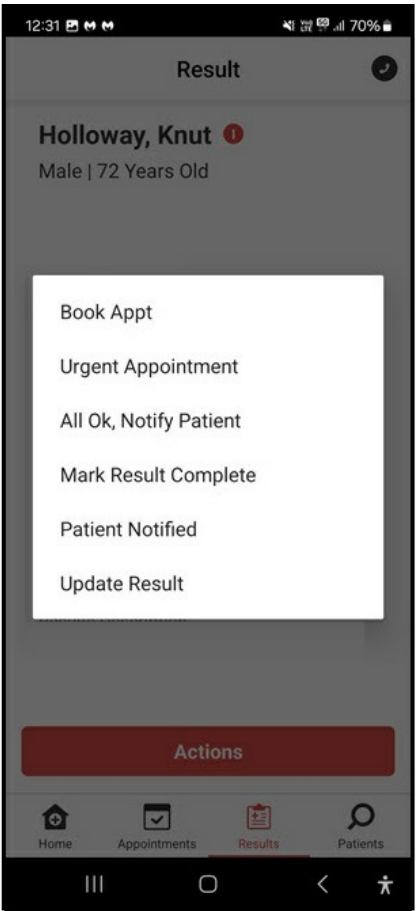 12:31 70%
Result
Holloway, Knut
Male | 72 Years Old
Book Appt
Urgent Appointment
All Ok, Notify Patient
Mark Result Complete
Patient Notified
Update Result
Actions
Home Appointments Results Patients